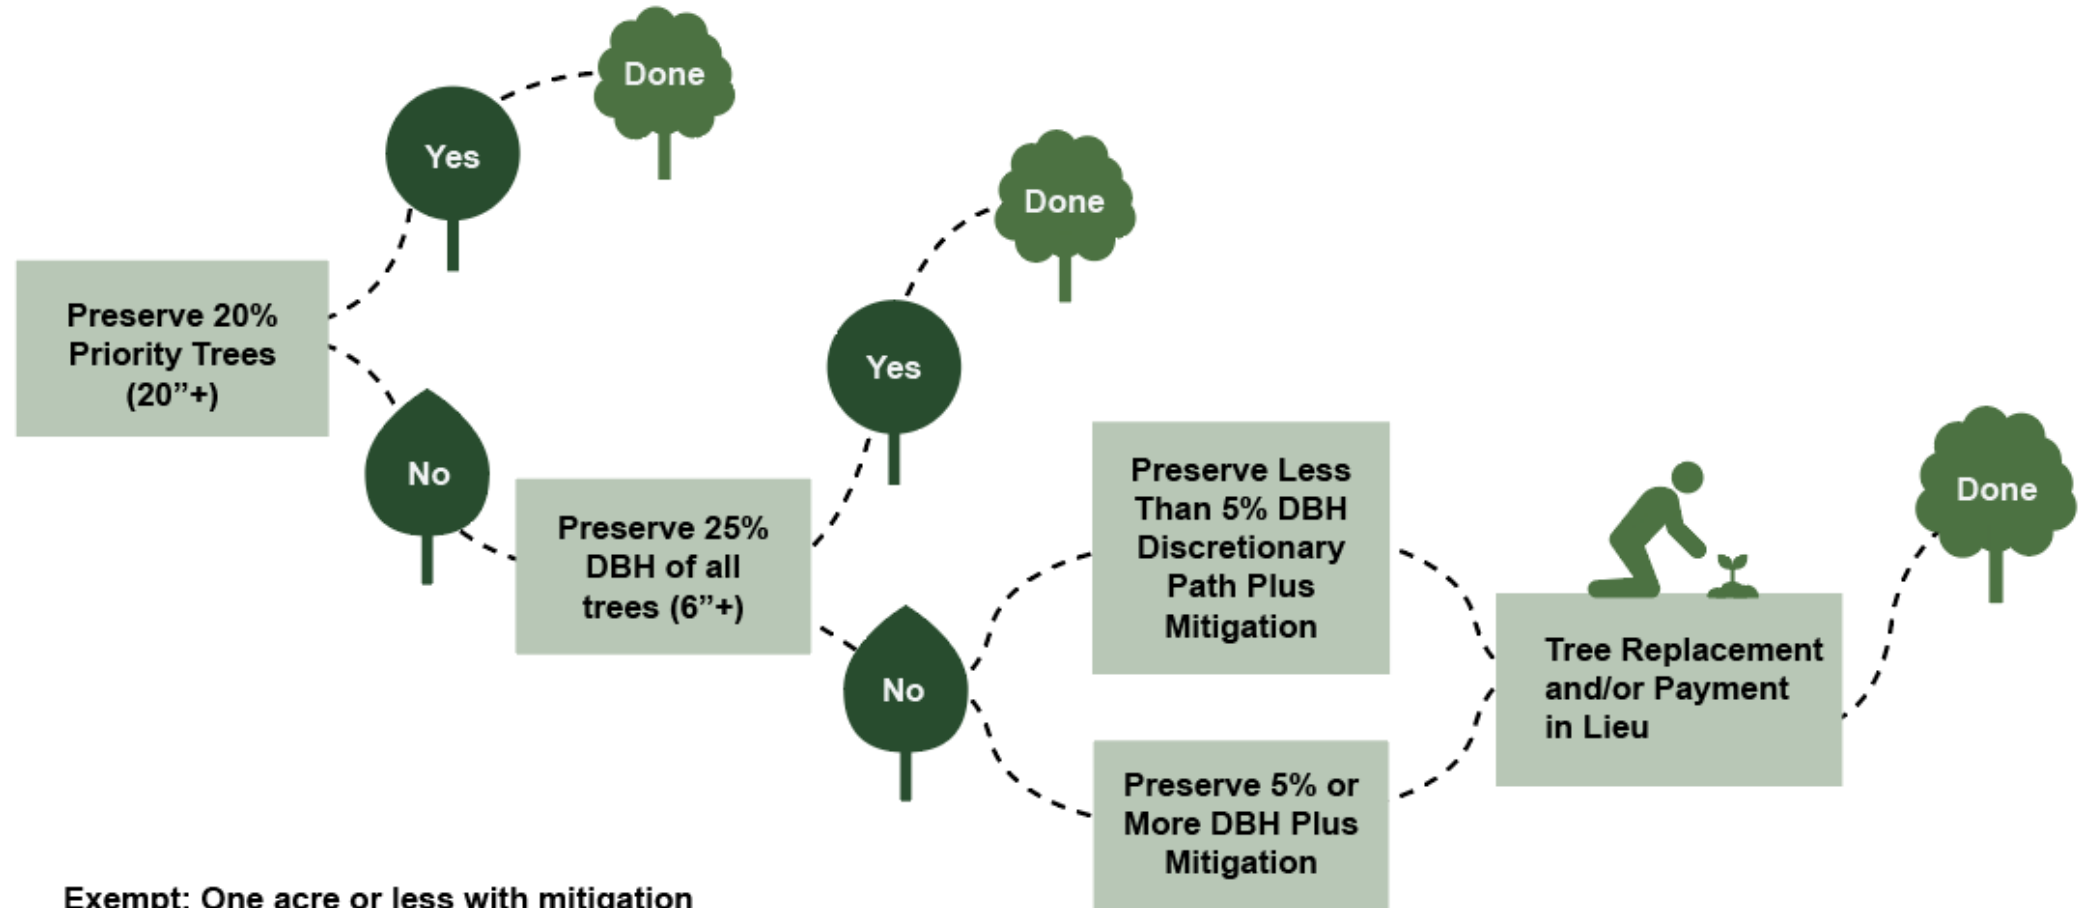 Done
Yes
Preserve 20%
Priority Trees
(20”+)
No
Done
Yes
Preserve 25%
DBH of all
trees (6”+)
No
Preserve Less
Than 5% DBH
Discretionary
Path Plus
Mitigation
Preserve 5% or
More DBH Plus
Mitigation
Tree Replacement
and/or Payment
in Lieu
Done
Exempt: One acre or less with mitigation